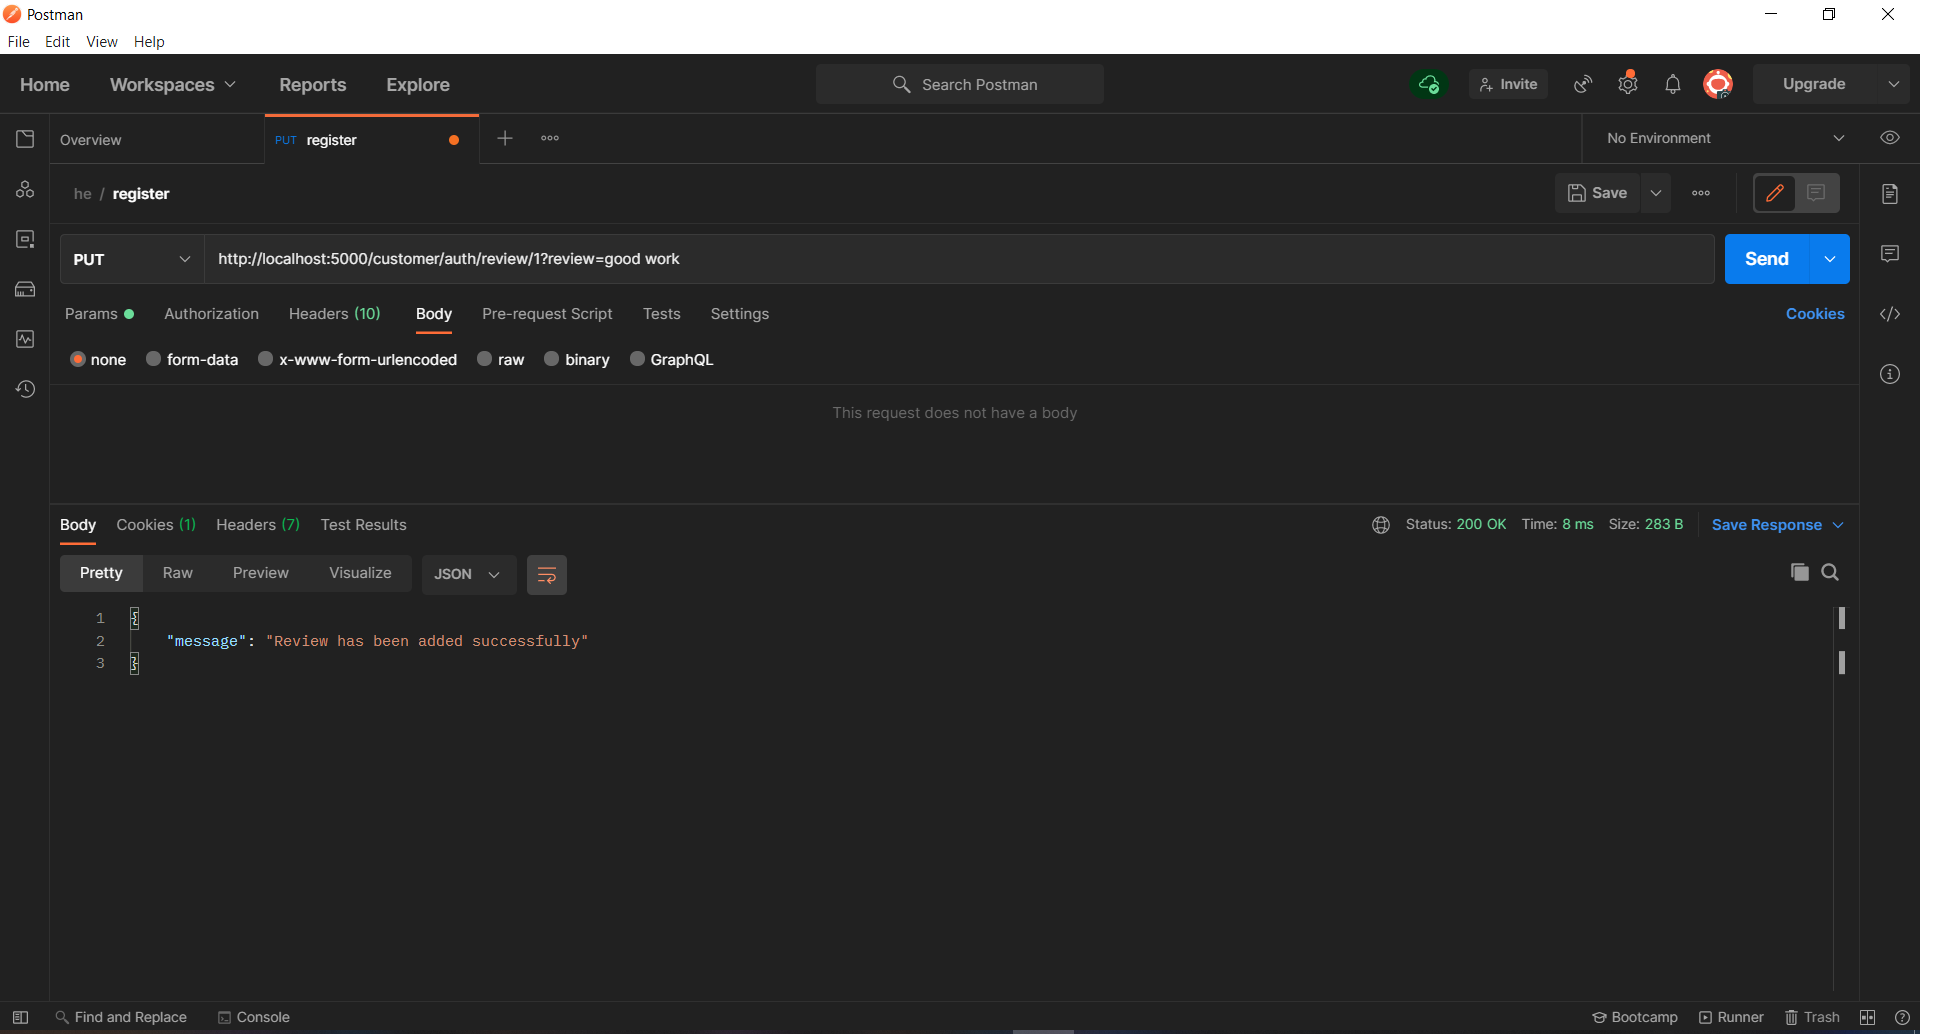 Postman
File Edit View Help
Home Workspaces Reports Explore Search Postman Invite Upgrade
Overview PUT register No Environment
he / register Save
PUT http://localhost:5000/customer/auth/review/1?review=good work Send
Params Authorization Headers (10) Body Pre-request Script Tests Settings Cookies
none form-data x-www-form-urlencoded raw binary GraphQL
This request does not have a body
Body Cookies (1) Headers (7) Test Results Status: 200 OK Time: 8 ms Size: 283 B Save Response
Pretty Raw Preview Visualize JSON
1 {
2 "message": "Review has been added successfully"
3 }
Find and Replace Console Bootcamp Runner Trash